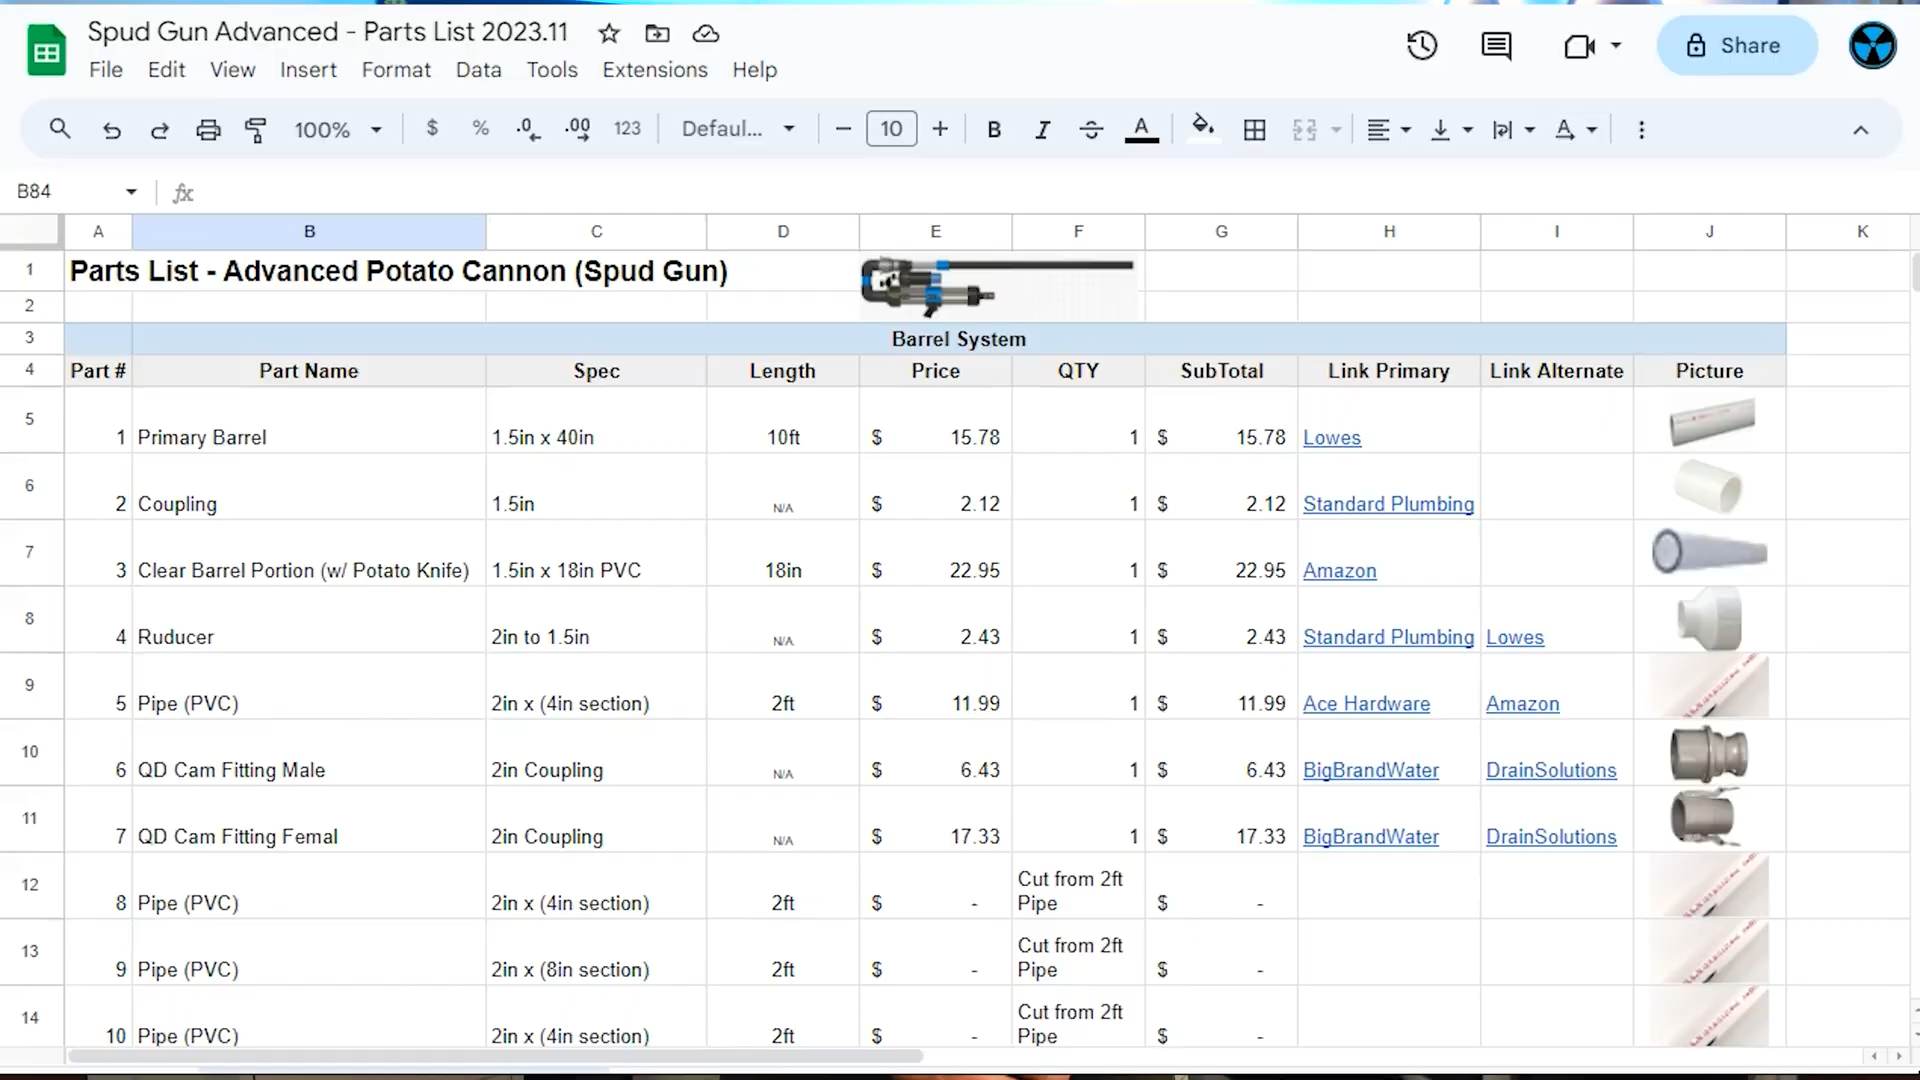 Spud Gun Advanced - Parts List 2023.11
File Edit View Insert Format Data Tools Extensions Help
Share
100% $ % .0 .00 123 Defaul... 10 B I A A
B84 fx
A B C D E F G H I J K
1 Parts List - Advanced Potato Cannon (Spud Gun)
2
3 Barrel System
4 Part # Part Name Spec Length Price QTY SubTotal Link Primary Link Alternate Picture
5 1 Primary Barrel 1.5in x 40in 10ft $ 15.78 1 $ 15.78 Lowes
6 2 Coupling 1.5in N/A $ 2.12 1 $ 2.12 Standard Plumbing
7 3 Clear Barrel Portion (w/ Potato Knife) 1.5in x 18in PVC 18in $ 22.95 1 $ 22.95 Amazon
8 4 Ruducer 2in to 1.5in N/A $ 2.43 1 $ 2.43 Standard Plumbing Lowes
9 5 Pipe (PVC) 2in x (4in section) 2ft $ 11.99 1 $ 11.99 Ace Hardware Amazon
10 6 QD Cam Fitting Male 2in Coupling N/A $ 6.43 1 $ 6.43 BigBrandWater DrainSolutions
11 7 QD Cam Fitting Femal 2in Coupling N/A $ 17.33 1 $ 17.33 BigBrandWater DrainSolutions
12 8 Pipe (PVC) 2in x (4in section) 2ft $ - Cut from 2ft Pipe $ -
13 9 Pipe (PVC) 2in x (8in section) 2ft $ - Cut from 2ft Pipe $ -
14 10 Pipe (PVC) 2in x (4in section) 2ft $ - Cut from 2ft Pipe $ -